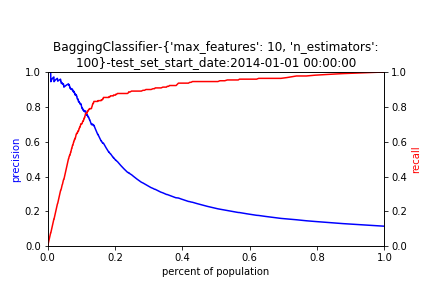 BaggingClassifier-{'max_features': 10, 'n_estimators':
100}-test_set_start_date:2014-01-01 00:00:00
1.0
0.8
0.6
0.4
0.2
0.0
precision
1.0
0.8
0.6
0.4
0.2
0.0
recall
0.0 0.2 0.4 0.6 0.8 1.0
percent of population